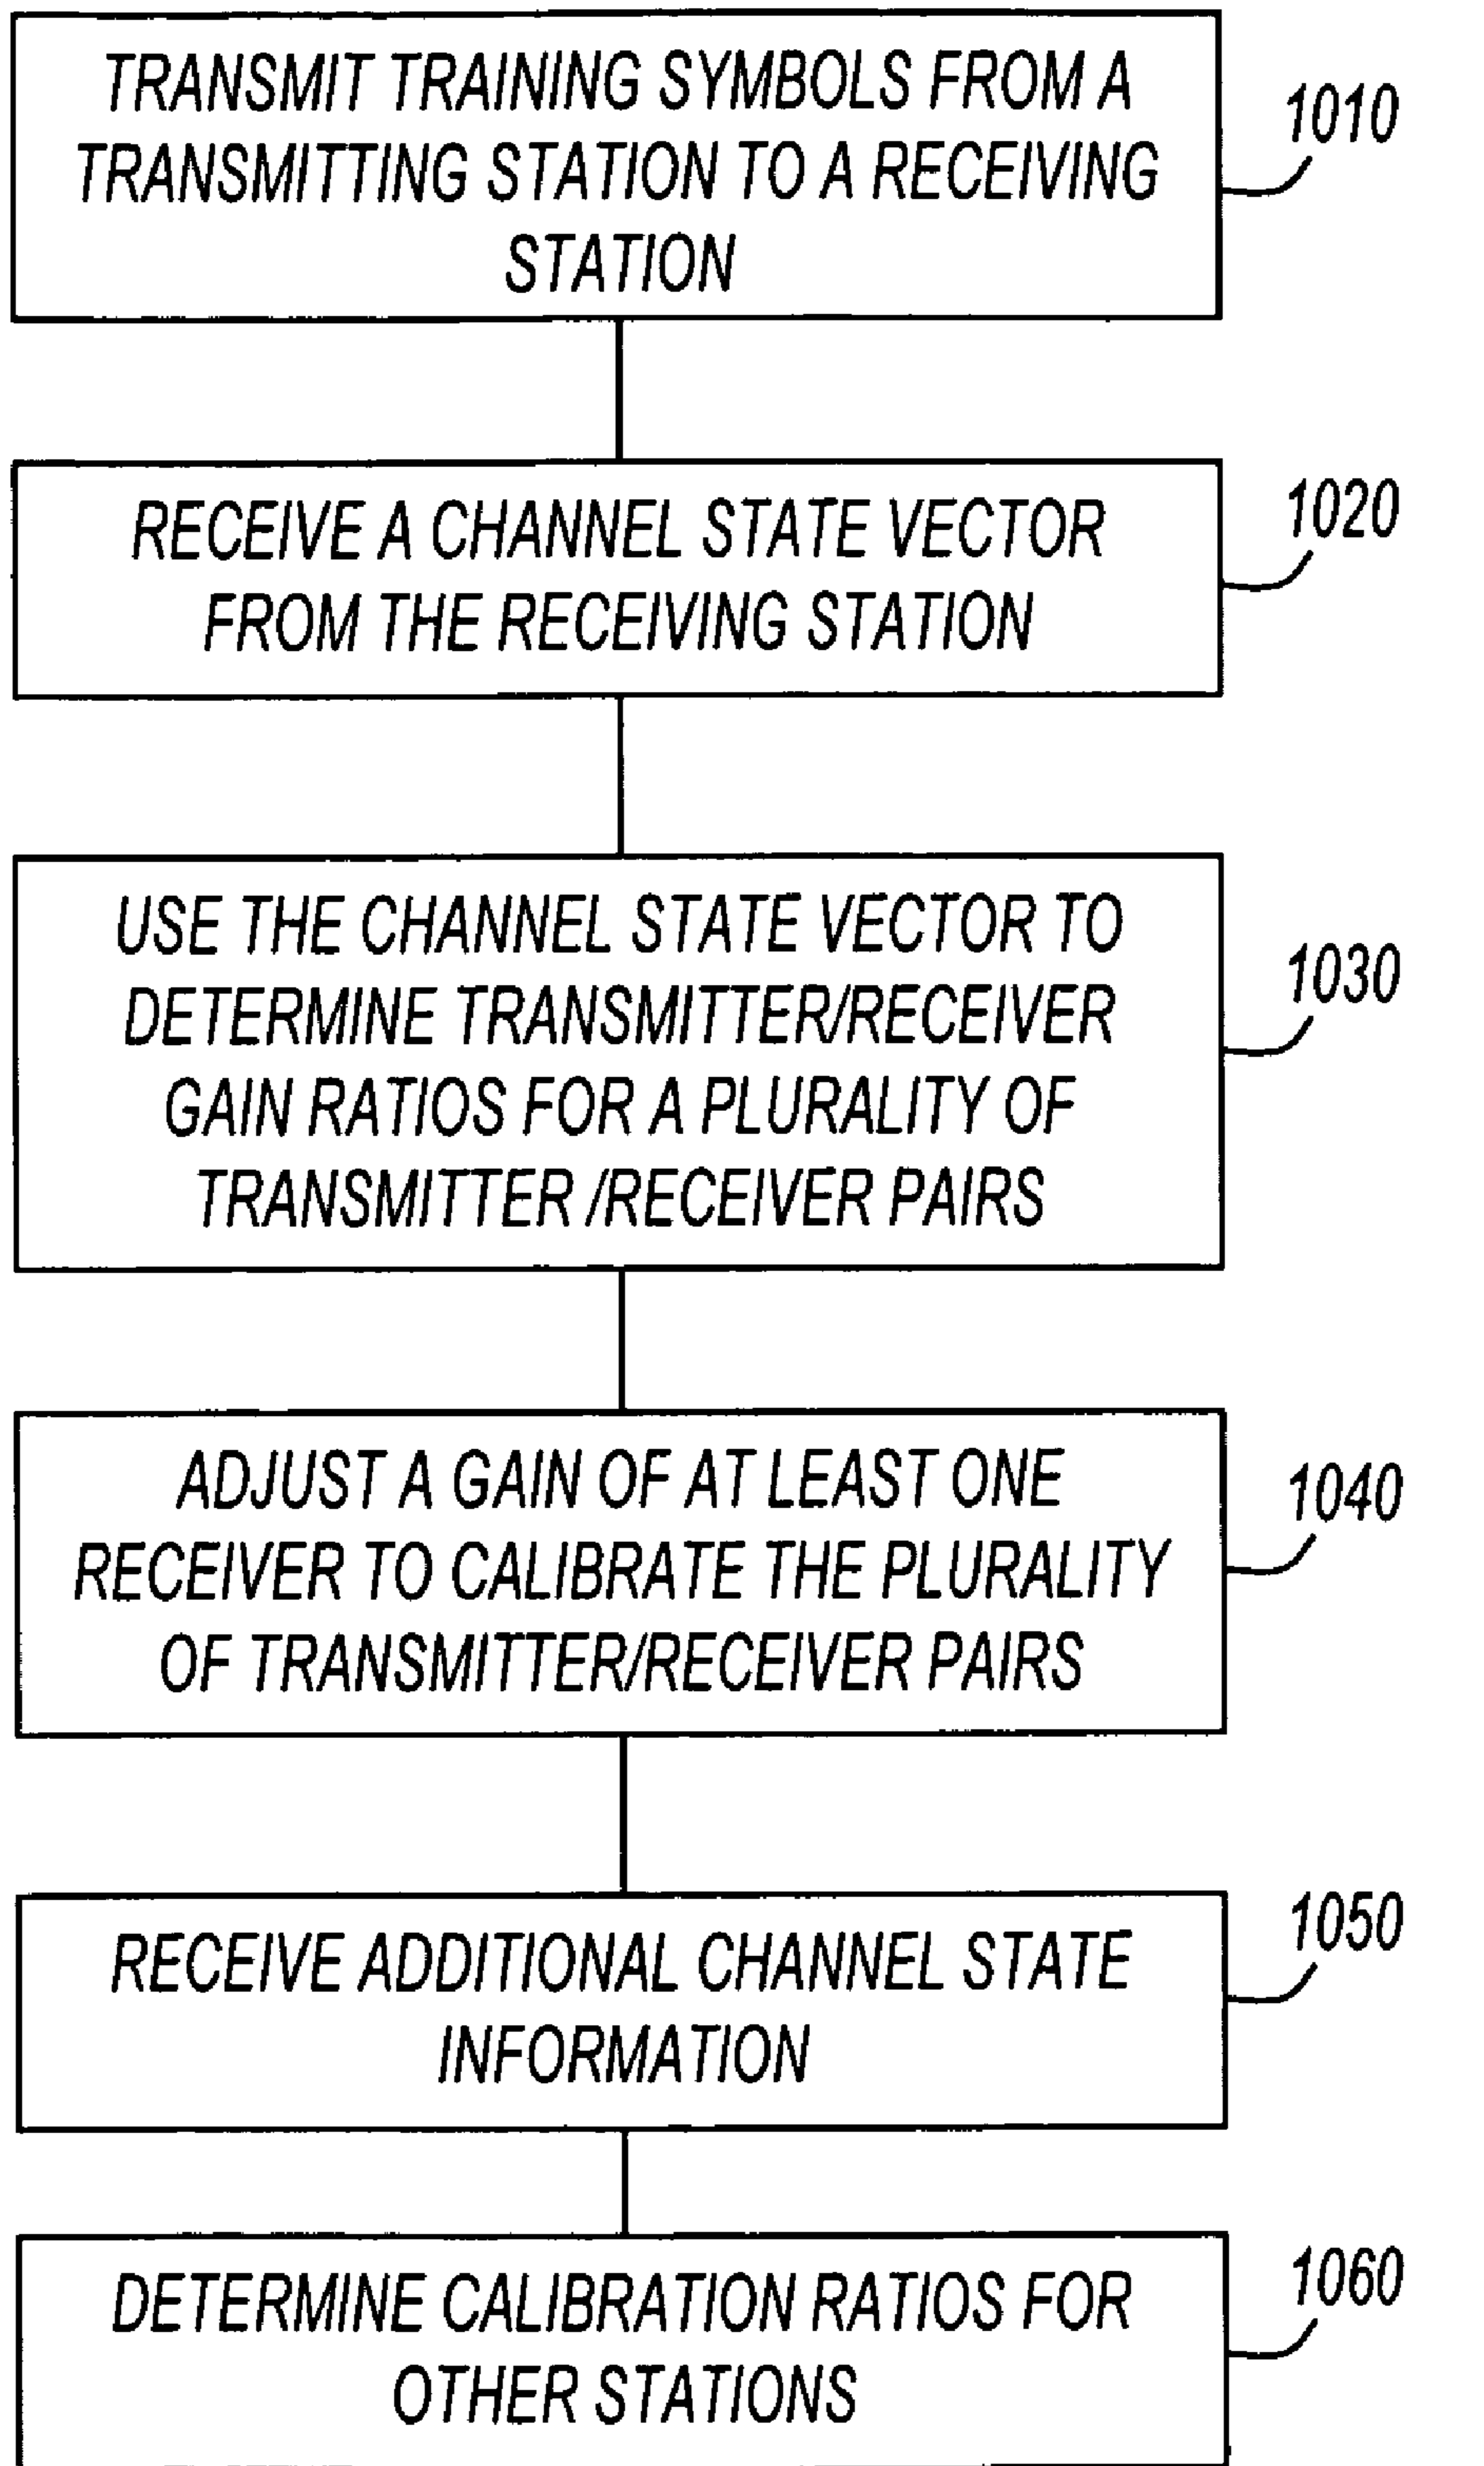 TRANSMIT TRAINING SYMBOLS FROM A
TRANSMITTING STATION TO A RECEIVING
STATION
1010
RECEIVE A CHANNEL STATE VECTOR
FROM THE RECEIVING STATION
1020
USE THE CHANNEL STATE VECTOR TO
DETERMINE TRANSMITTER/RECEIVER
GAIN RATIOS FOR A PLURALITY OF
TRANSMITTER /RECEIVER PAIRS
1030
ADJUST A GAIN OF AT LEAST ONE
RECEIVER TO CALIBRATE THE PLURALITY
OF TRANSMITTER/RECEIVER PAIRS
1040
RECEIVE ADDITIONAL CHANNEL STATE
INFORMATION
1050
DETERMINE CALIBRATION RATIOS FOR
OTHER STATIONS
1060